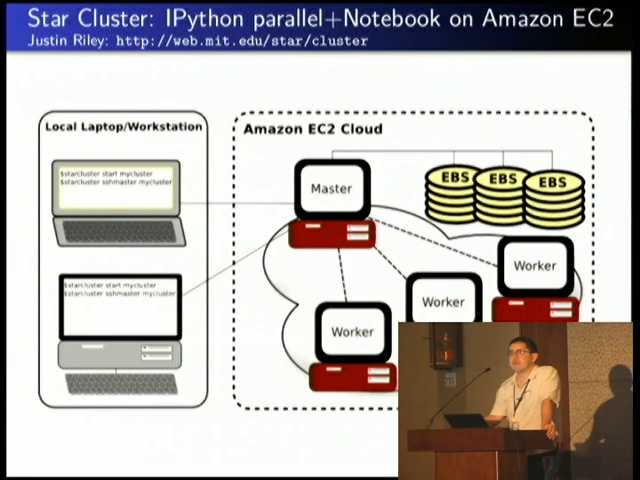 Star Cluster: IPython parallel+Notebook on Amazon EC2
Justin Riley: http://web.mit.edu/star/cluster
Local Laptop/Workstation
Amazon EC2 Cloud
$starcluster start mycluster
$starcluster sshmaster mycluster
Master
EBS
EBS
EBS
$starcluster start mycluster
$starcluster sshmaster mycluster
Worker
Worker
Worker